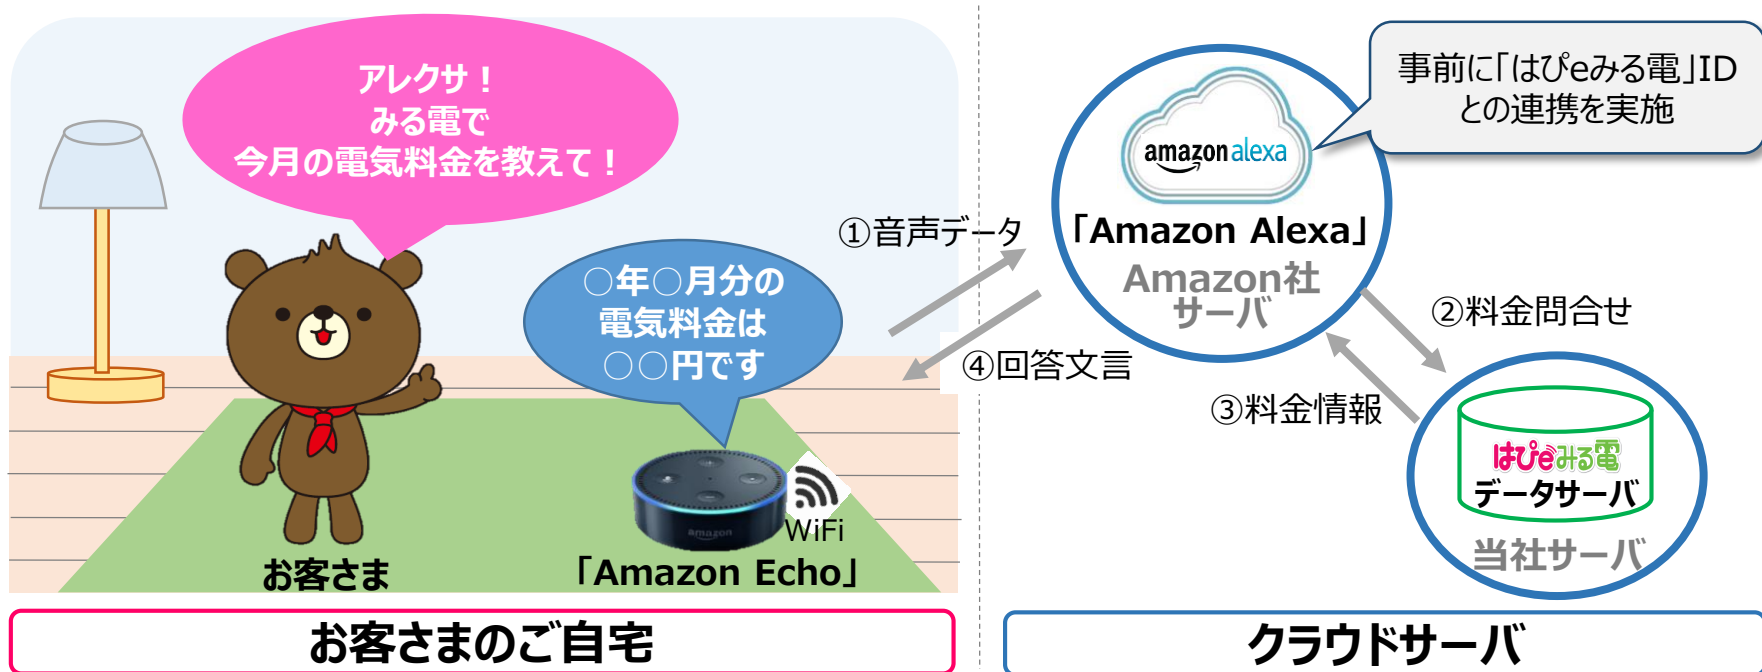 アレクサ！
みる電で
今月の電気料金を教えて！
○年○月分の
電気料金は
○○円です
amazon
WiFi
お客さま
「Amazon Echo」
お客さまのご自宅
①音声データ
④回答文言
事前に「はぴeみる電」ID
との連携を実施
amazon alexa
「Amazon Alexa」
Amazon社
サーバ
②料金問合せ
③料金情報
はぴeみる電
データサーバ
当社サーバ
クラウドサーバ